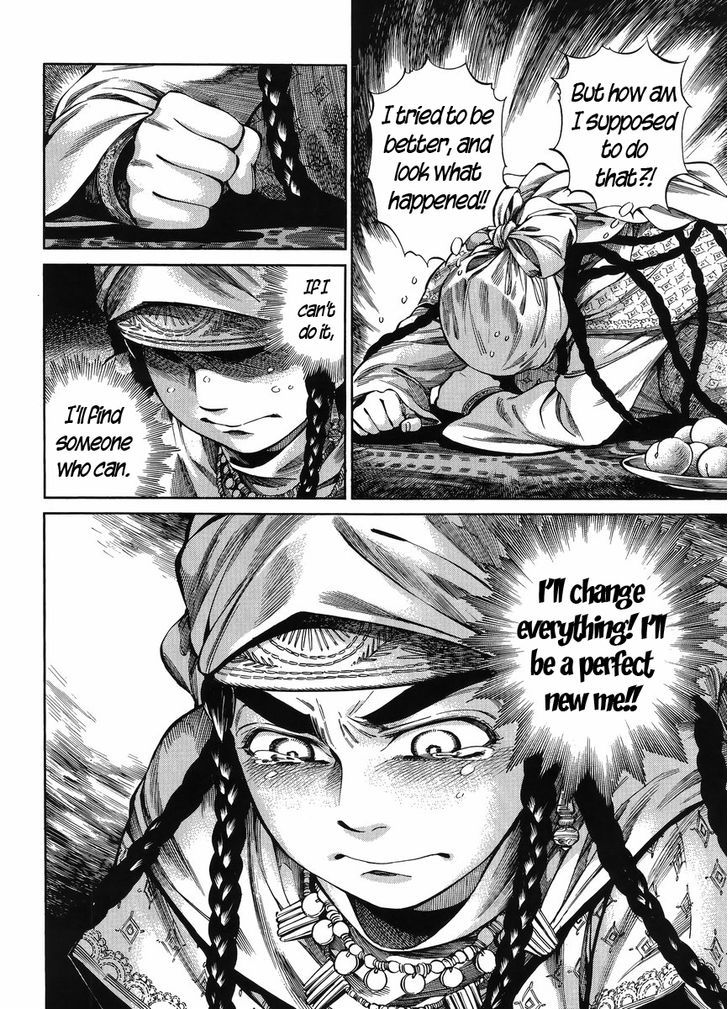 But how am
I supposed
to do
that?!
I tried to be
better, and
look what
happened!!
If I
can't
do it,
I'll find
someone
who can.
I'll change
everything! I'll
be a perfect
new me!!